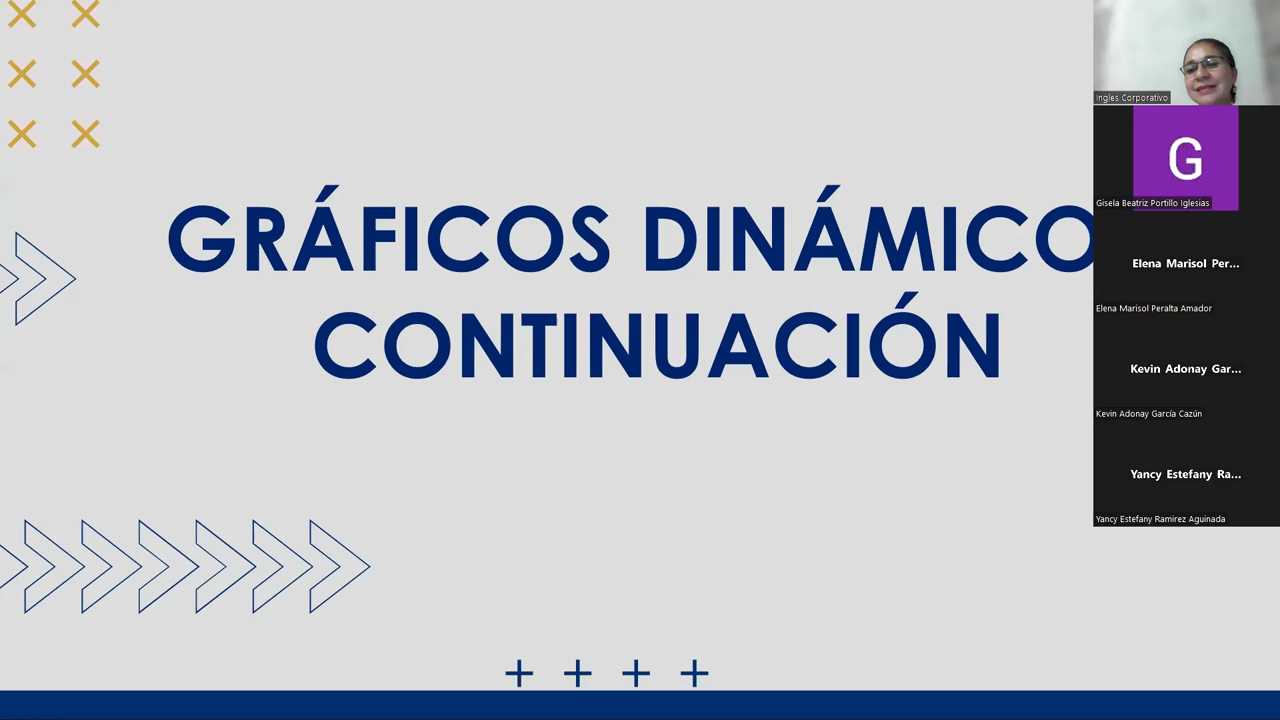 GRÁFICOS DINÁMICO
CONTINUACIÓN
Ingles Corporativo
G
Gisela Beatriz Portillo Iglesias
Elena Marisol Per...
Elena Marisol Peralta Amador
Kevin Adonay Gar...
Kevin Adonay García Cazún
Yancy Estefany Ra...
Yancy Estefany Ramirez Aguinada